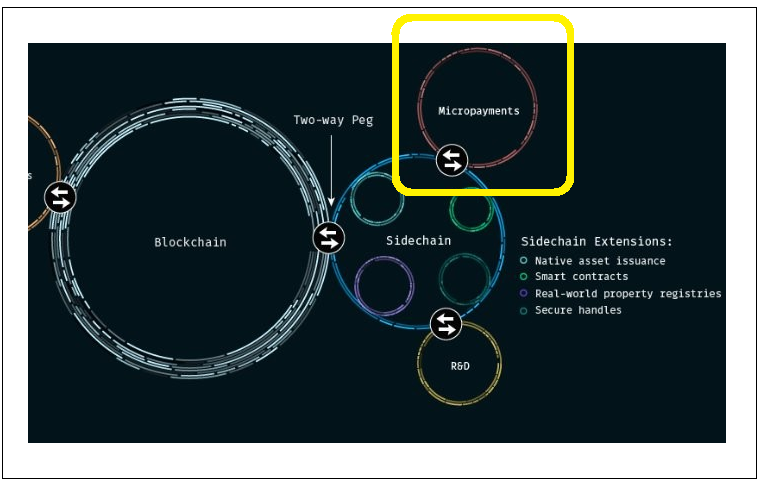 Micropayments
Two-way Peg
s
Blockchain
Sidechain
Sidechain Extensions:
Native asset issuance
Smart contracts
Real-world property registries
Secure handles
R&D